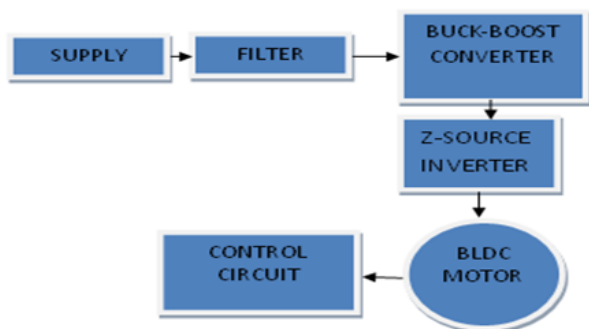 SUPPLY
FILTER
BUCK-BOOST
CONVERTER
Z-SOURCE
INVERTER
BLDC
MOTOR
CONTROL
CIRCUIT